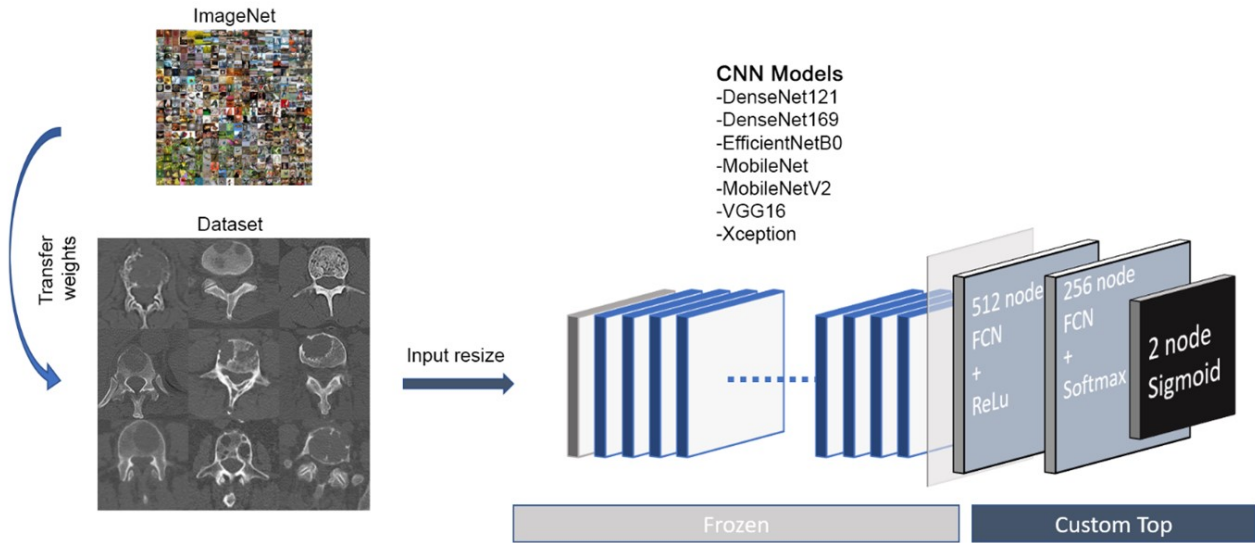 ImageNet
Transfer
weights
Dataset
Input resize
CNN Models
-DenseNet121
-DenseNet169
-EfficientNetB0
-MobileNet
-MobileNetV2
-VGG16
-Xception
512 node
FCN
+
ReLu
256 node
FCN
+
Softmax
2 node
Sigmoid
Frozen
Custom Top